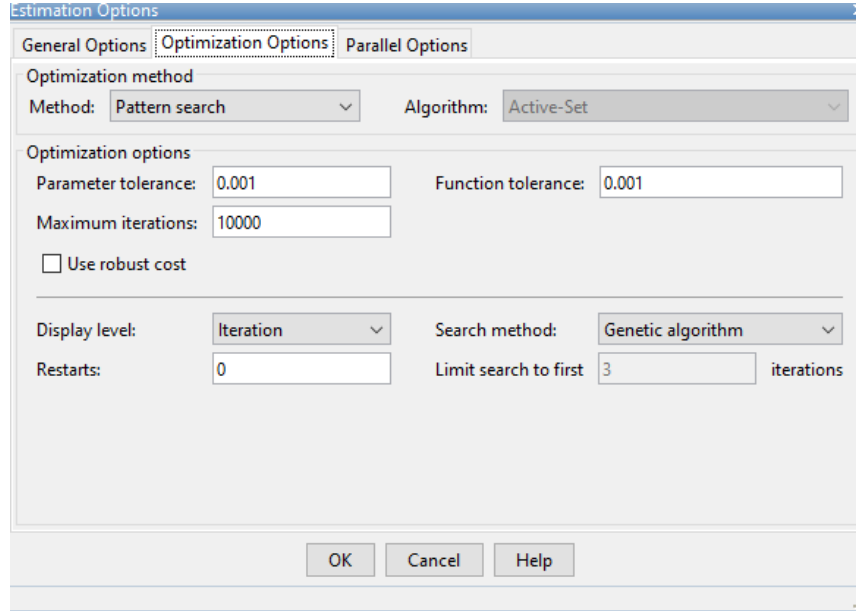 Estimation Options
General Options Optimization Options Parallel Options
Optimization method
Method: Pattern search Algorithm: Active-Set
Optimization options
Parameter tolerance: 0.001 Function tolerance: 0.001
Maximum iterations: 10000
Use robust cost
Display level: Iteration Search method: Genetic algorithm
Restarts: 0 Limit search to first 3 iterations
OK Cancel Help